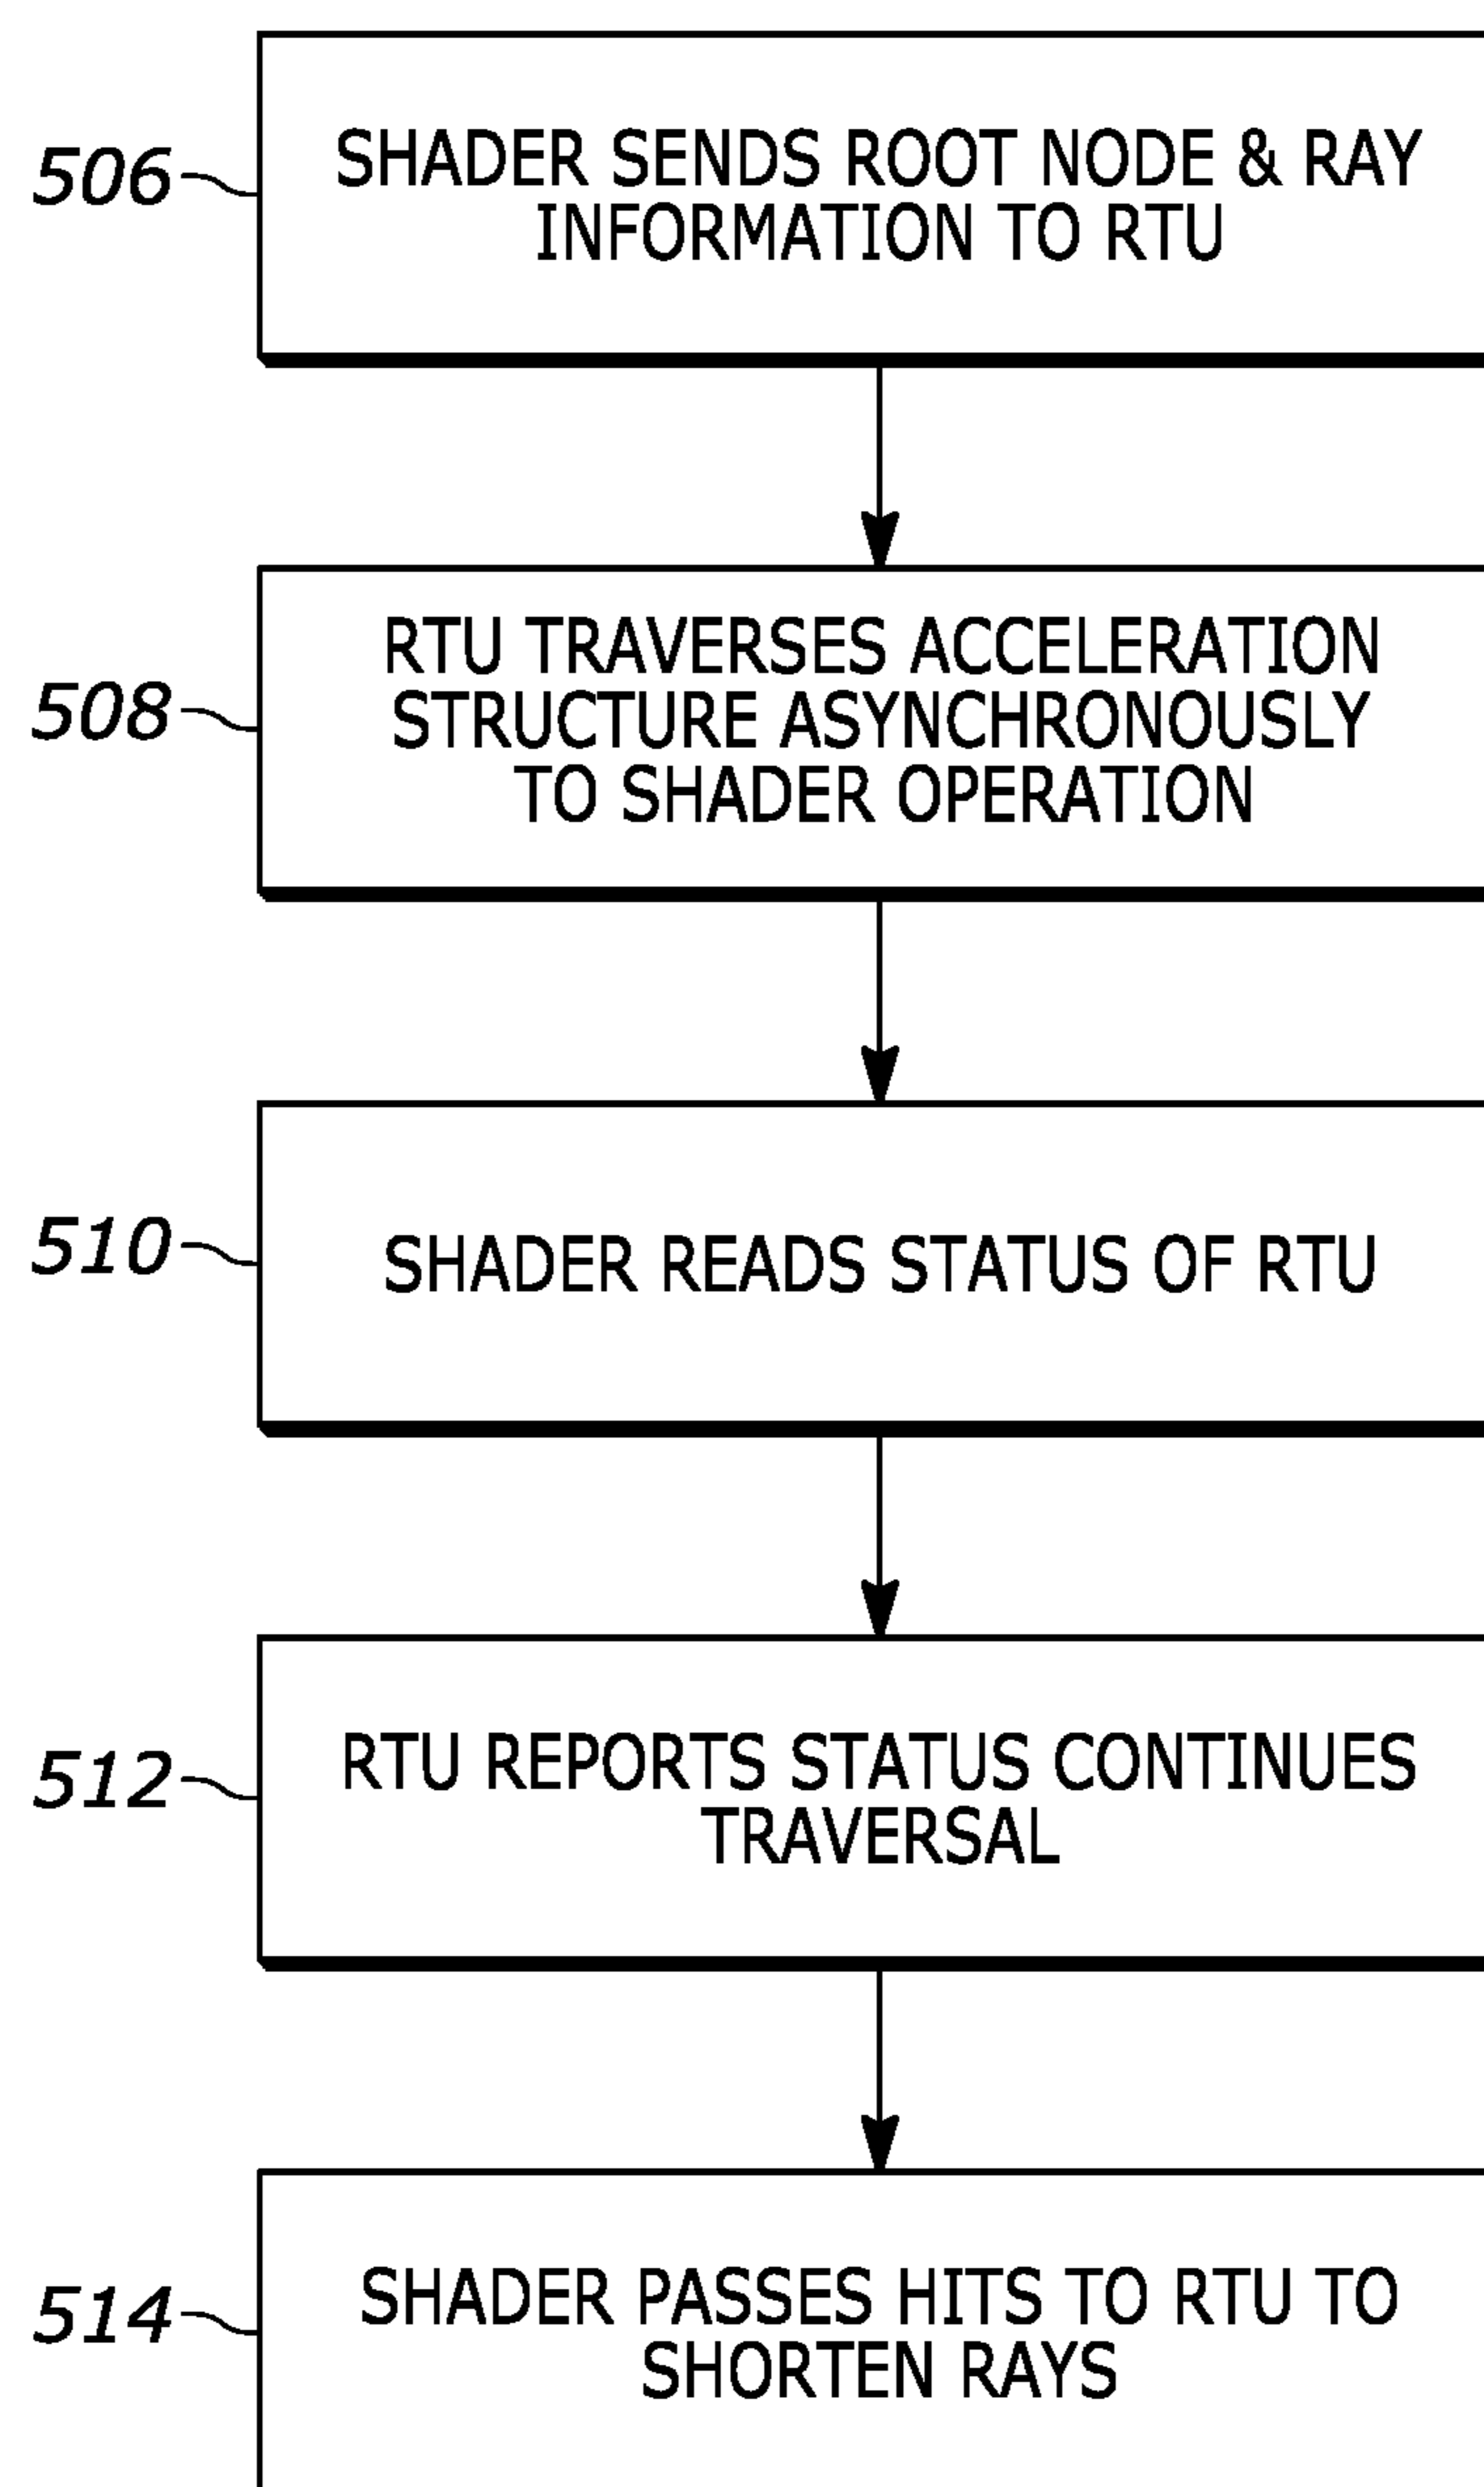 506
SHADER SENDS ROOT NODE & RAY
INFORMATION TO RTU
508
RTU TRAVERSES ACCELERATION
STRUCTURE ASYNCHRONOUSLY
TO SHADER OPERATION
510
SHADER READS STATUS OF RTU
512
RTU REPORTS STATUS CONTINUES
TRAVERSAL
514
SHADER PASSES HITS TO RTU TO
SHORTEN RAYS